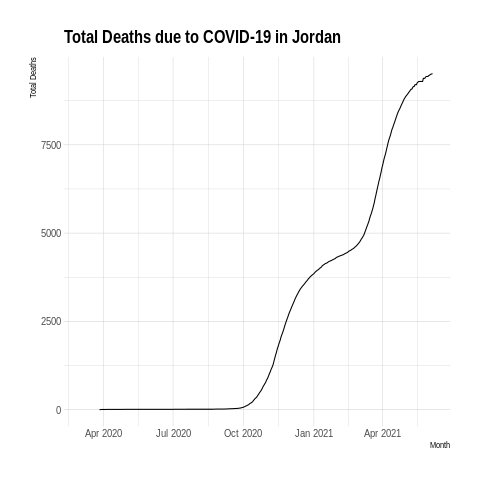 Total Deaths due to COVID-19 in Jordan
Total Deaths
7500
5000
2500
0
Apr 2020 Jul 2020 Oct 2020 Jan 2021 Apr 2021
Month